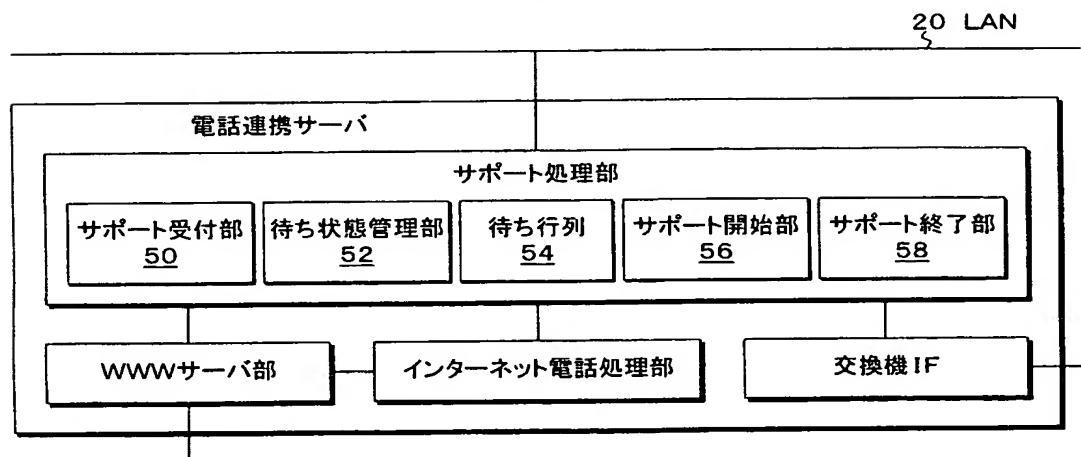 20 LAN
電話連携サーバ
サポート処理部
サポート受付部
50
待ち状態管理部
52
待ち行列
54
サポート開始部
56
サポート終了部
58
WWWサーバ部
インターネット電話処理部
交換機IF